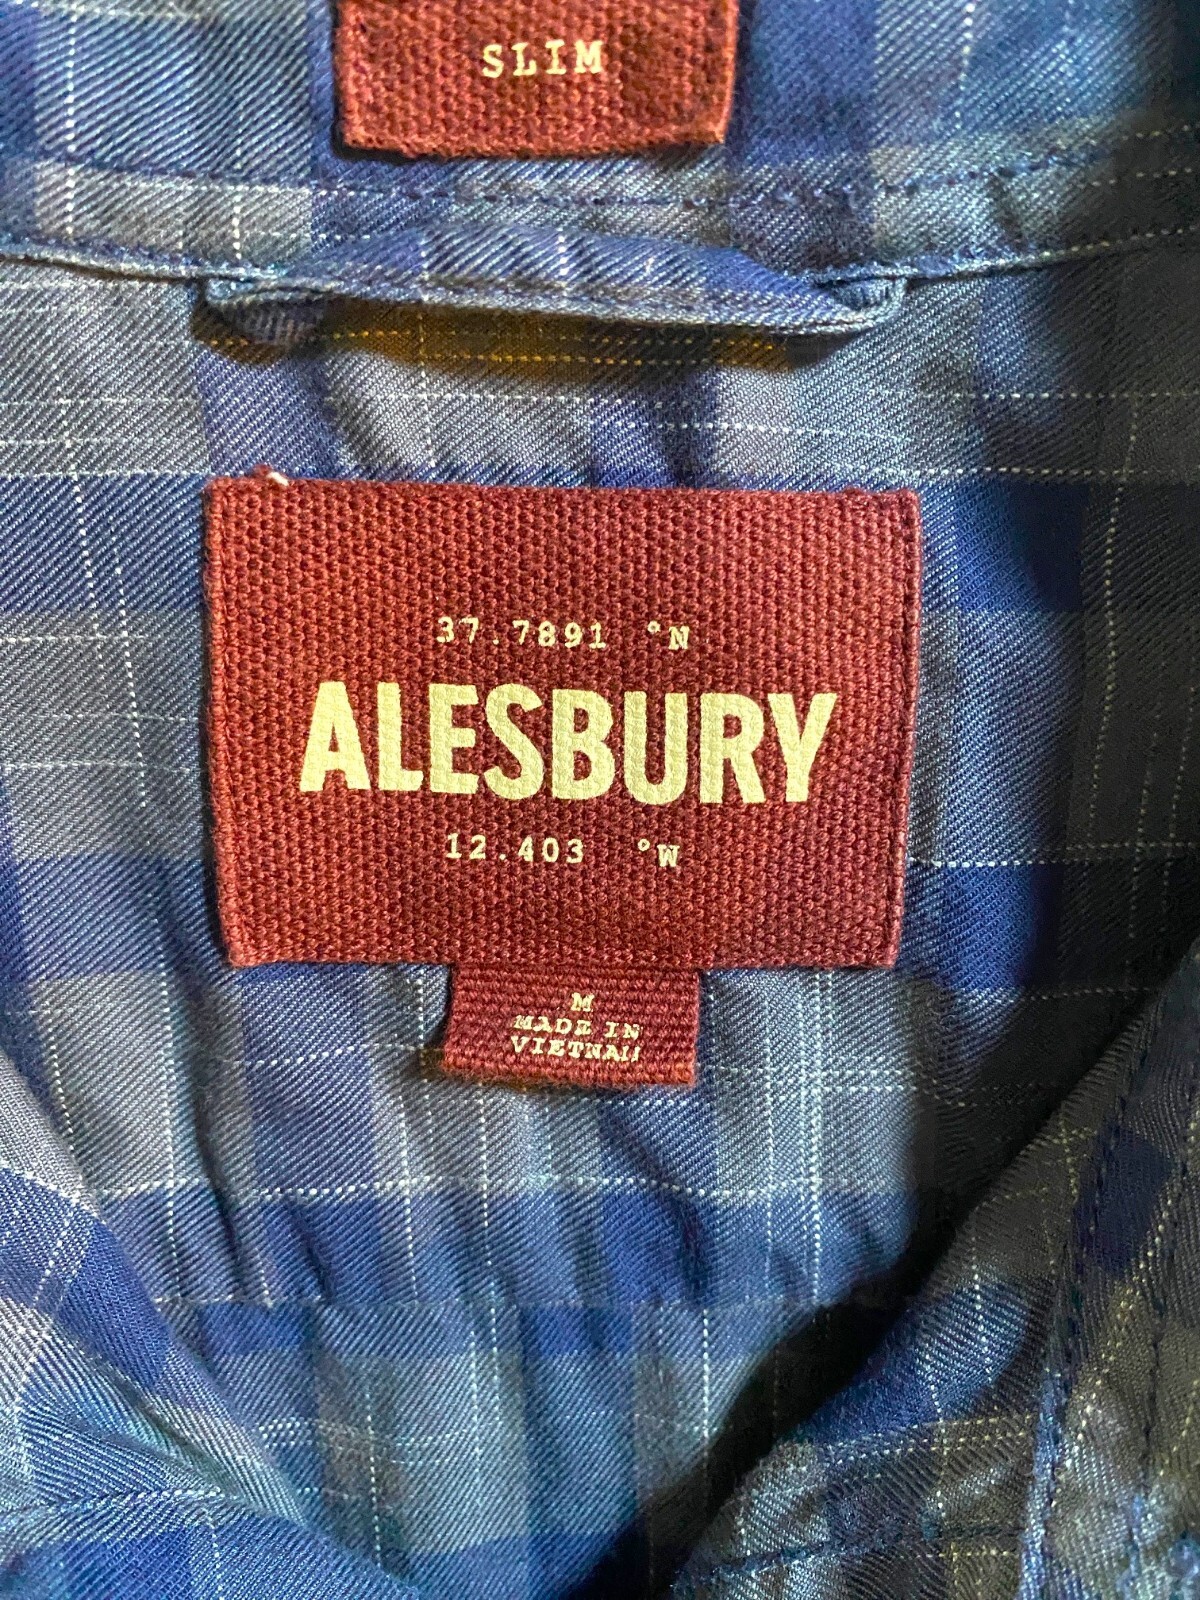 SLIM
37.7891 °N
ALESBURY
12.403 °W
M
MADE IN
VIETNAM